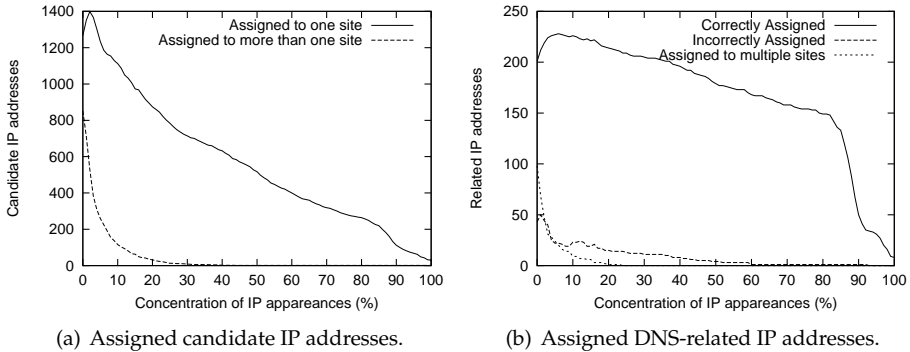 1400
1200
1000
800
600
400
200
0
0 10 20 30 40 50 60 70 80 90 100
Candidate IP addresses
Concentration of IP appareances (%)
Assigned to one site
Assigned to more than one site
(a) Assigned candidate IP addresses.
250
200
150
100
50
0
0 10 20 30 40 50 60 70 80 90 100
Related IP addresses
Concentration of IP appareances (%)
Correctly Assigned
Incorrectly Assigned
Assigned to multiple sites
(b) Assigned DNS-related IP addresses.